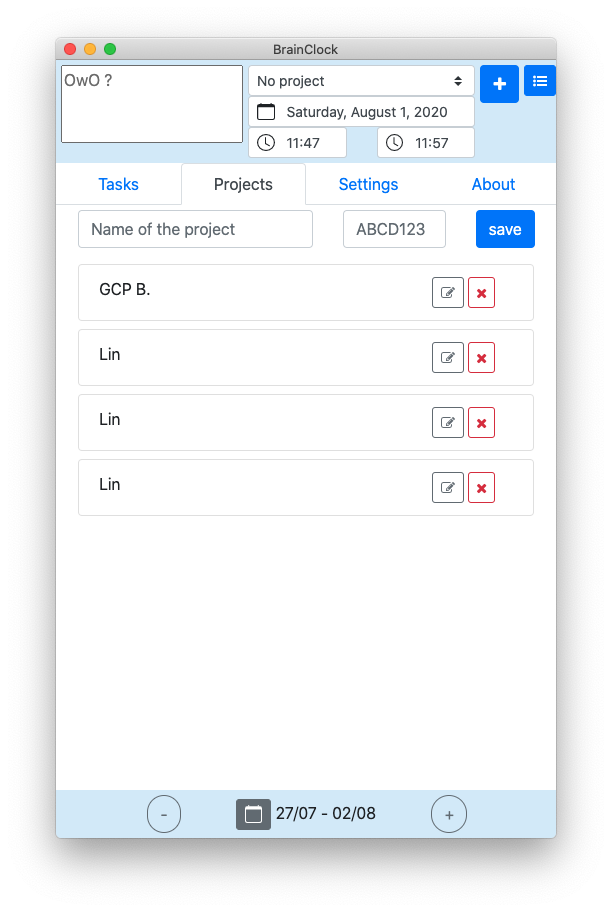 BrainClock
OwO ?
No project
Saturday, August 1, 2020
11:47 11:57
Tasks Projects Settings About
Name of the project ABCD123 save
GCP B.
Lin
Lin
Lin
- 27/07 - 02/08 +